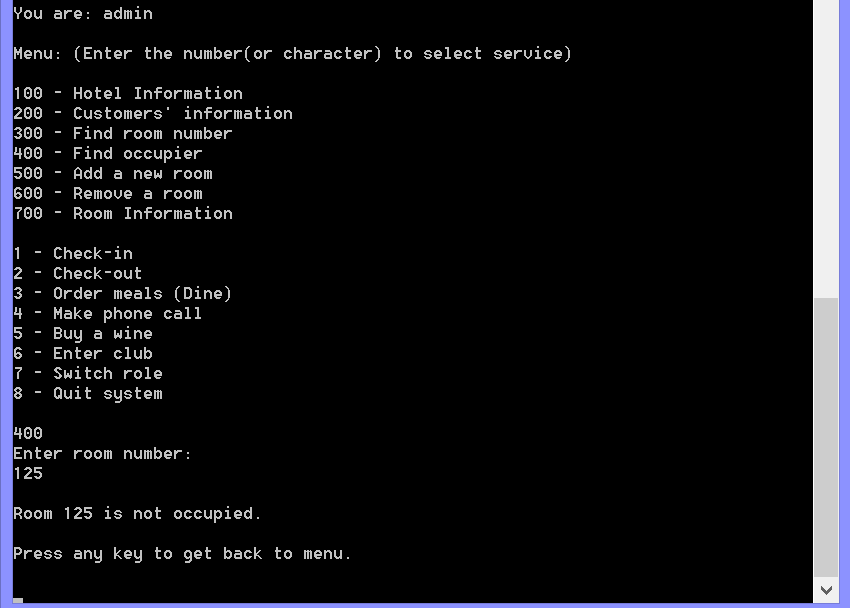 You are: admin
Menu: (Enter the number(or character) to select service)
100 - Hotel Information
200 - Customers' information
300 - Find room number
400 - Find occupier
500 - Add a new room
600 - Remove a room
700 - Room Information
1 - Check-in
2 - Check-out
3 - Order meals (Dine)
4 - Make phone call
5 - Buy a wine
6 - Enter club
7 - Switch role
8 - Quit system
400
Enter room number:
125
Room 125 is not occupied.
Press any key to get back to menu.